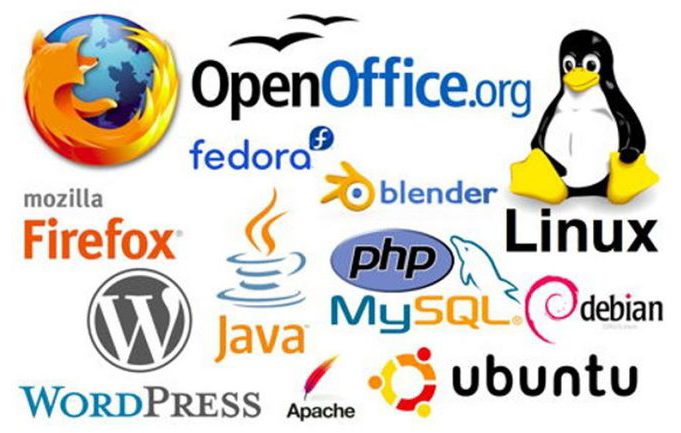 OpenOffice.org
fedora
mozilla
Firefox®
blender
Linux
php
MySQL®
Java
debian
WORDPRESS
Apache
ubuntu